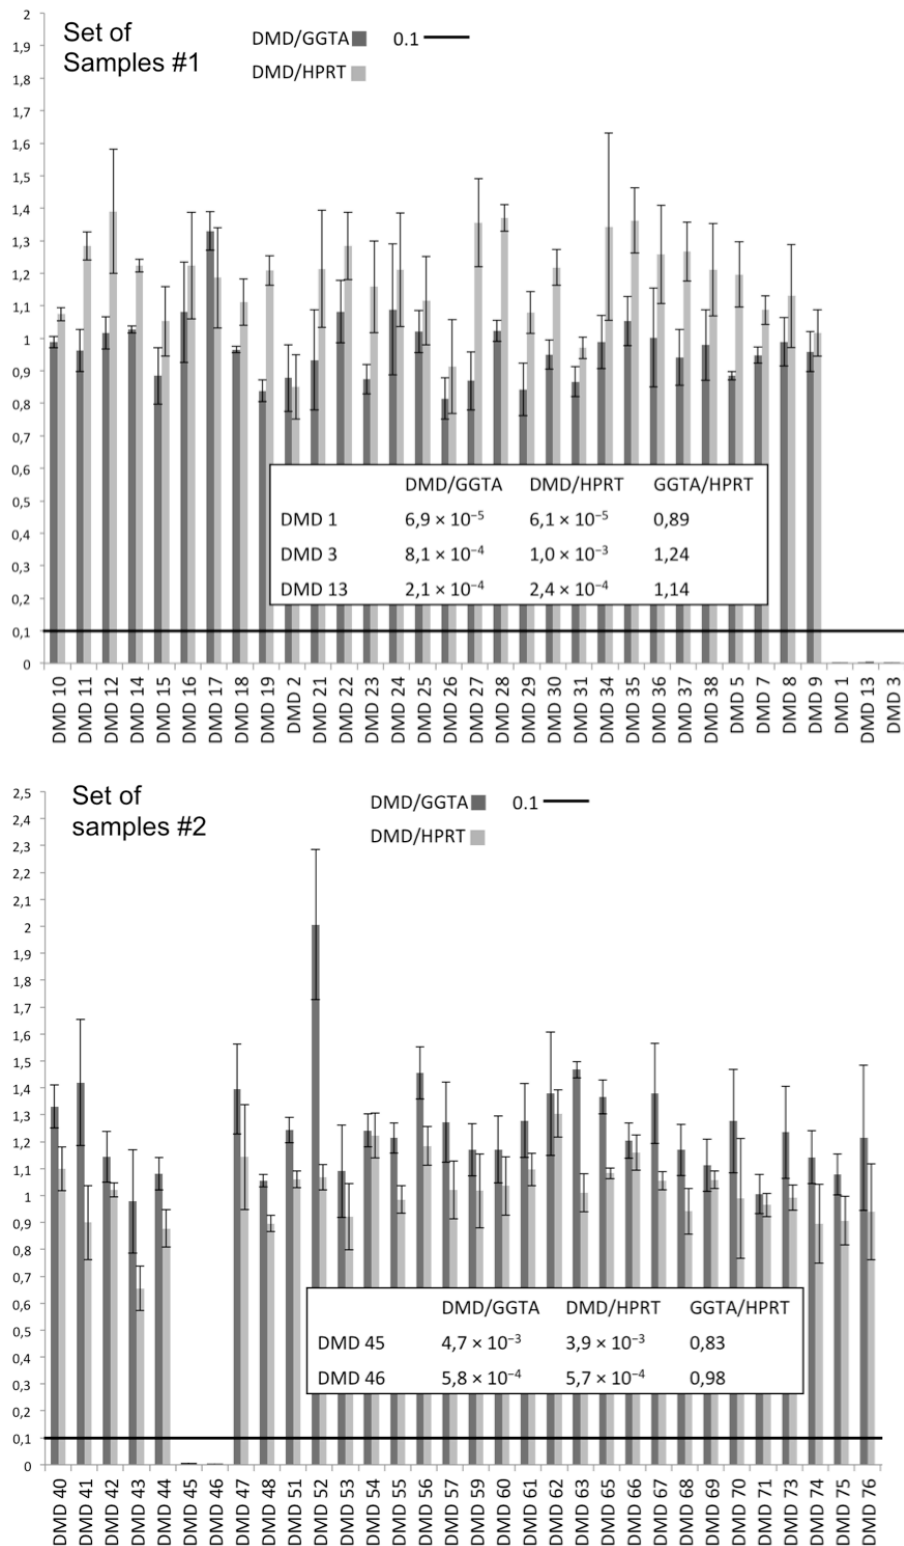 Set of
Samples #1
DMD/GGTA
0.1
DMD/HPRT
2
1,9
1,8
1,7
1,6
1,5
1,4
1,3
1,2
1,1
1
0,9
0,8
0,7
0,6
0,5
0,4
0,3
0,2
0,1
0
DMD/GGTA DMD/HPRT GGTA/HPRT
DMD 1 6,9 × 10⁻⁵ 6,1 × 10⁻⁵ 0,89
DMD 3 8,1 × 10⁻⁴ 1,0 × 10⁻³ 1,24
DMD 13 2,1 × 10⁻⁴ 2,4 × 10⁻⁴ 1,14
DMD 10
DMD 11
DMD 12
DMD 14
DMD 15
DMD 16
DMD 17
DMD 18
DMD 19
DMD 2
DMD 21
DMD 22
DMD 23
DMD 24
DMD 25
DMD 26
DMD 27
DMD 28
DMD 29
DMD 30
DMD 31
DMD 34
DMD 35
DMD 36
DMD 37
DMD 38
DMD 5
DMD 7
DMD 8
DMD 9
DMD 1
DMD 13
DMD 3
Set of
samples #2
DMD/GGTA
0.1
DMD/HPRT
2,5
2,4
2,3
2,2
2,1
2
1,9
1,8
1,7
1,6
1,5
1,4
1,3
1,2
1,1
1
0,9
0,8
0,7
0,6
0,5
0,4
0,3
0,2
0,1
0
DMD/GGTA DMD/HPRT GGTA/HPRT
DMD 45 4,7 × 10⁻³ 3,9 × 10⁻³ 0,83
DMD 46 5,8 × 10⁻⁴ 5,7 × 10⁻⁴ 0,98
DMD 40
DMD 41
DMD 42
DMD 43
DMD 44
DMD 45
DMD 46
DMD 47
DMD 48
DMD 51
DMD 52
DMD 53
DMD 54
DMD 55
DMD 56
DMD 57
DMD 59
DMD 60
DMD 61
DMD 62
DMD 63
DMD 65
DMD 66
DMD 67
DMD 68
DMD 69
DMD 70
DMD 71
DMD 73
DMD 74
DMD 75
DMD 76